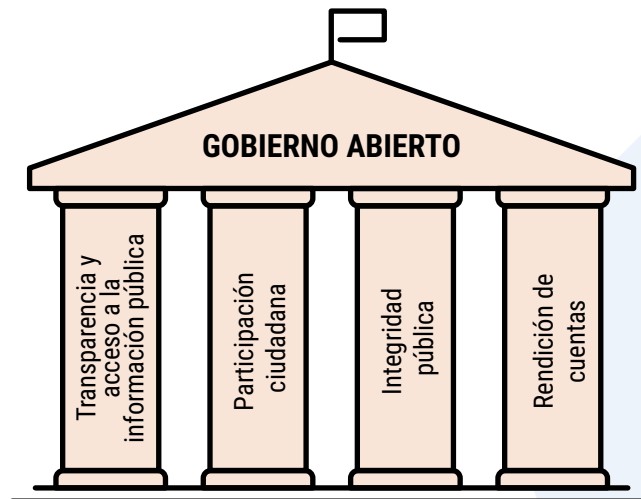 GOBIERNO ABIERTO
Transparencia y
acceso a la
información pública
Participación
ciudadana
Integridad
pública
Rendición de
cuentas